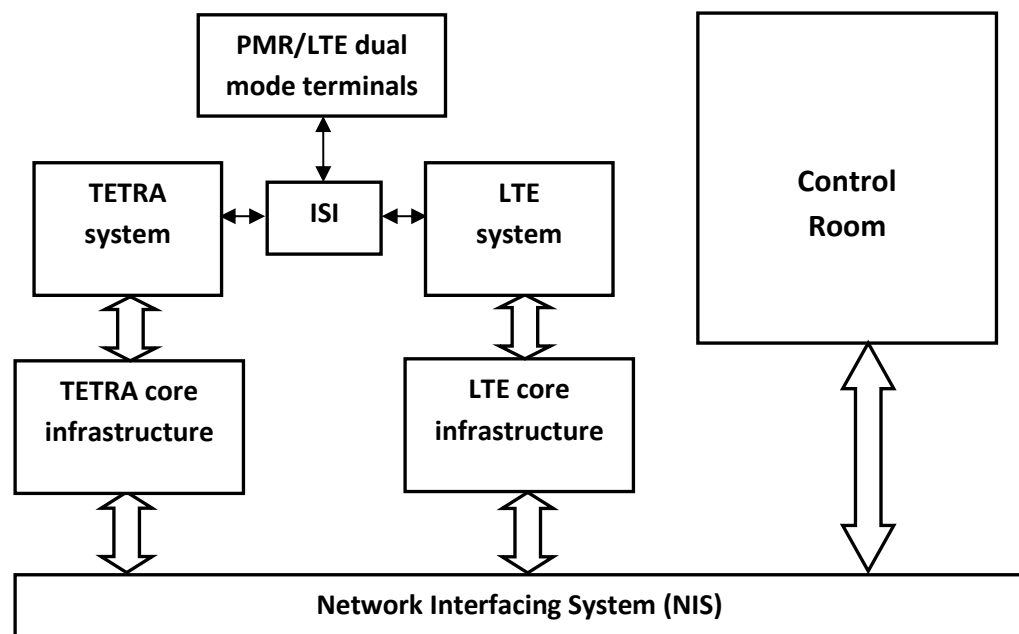 PMR/LTE dual
mode terminals
TETRA
system
ISI
LTE
system
Control
Room
TETRA core
infrastructure
LTE core
infrastructure
Network Interfacing System (NIS)